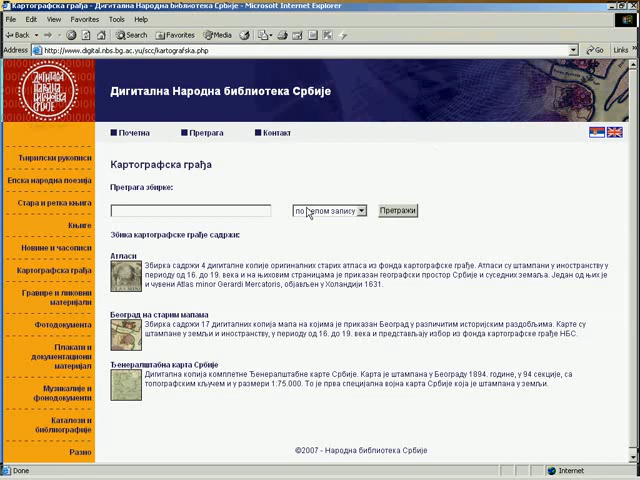 Картографска грађа - Дигитална Народна библиотека Србије - Microsoft Internet Explorer
File Edit View Favorites Tools Help
Back Search Favorites Media
Address http://www.digital.nbs.bg.ac.yu/scc/kartografska.php Go Links
ДИГИТАЛНА НАРОДНА БИБЛИОТЕКА СРБИЈЕ
Дигитална Народна библиотека Србије
Почетна Претрага Контакт
Ћирилски рукописи
Епска народна поезија
Стара и ретка књига
Књиге
Новине и часописи
Картографска грађа
Гравире и ликовни
материјали
Фотодокумента
Плакати и
документациони
материјал
Музикалије и
фонодокументи
Каталози и
библиографије
Разно
Картографска грађа
Претрага збирке:
по целом запису Претражи
Збика картографске грађе садржи:
Атласи
Збирка садржи 4 дигиталне копије оригиналних старих атласа из фонда картографске грађе. Атласи су штампани у иностранству у
периоду од 16. до 19. века и на њиховим страницама је приказан географски простор Србије и суседних земаља. Један од њих је
и чувени Atlas minor Gerardi Mercatoris, објављен у Холандији 1631.
Београд на старим мапама
Збирка садржи 17 дигиталних копија мапа на којима је приказан Београд у различитим историјским раздобљима. Карте су
штампане у земљи и иностранству, у периоду од 16. до 19. века и представљају избор из фонда картографске грађе НБС.
Ђенералштабна карта Србије
Дигитална копија комплетне Ђенералштабне карте Србије. Карта је штампана у Београду 1894. године, у 94 секције, са
топографским кључем и у размери 1:75.000. То је прва специјална војна карта Србије која је штампана у земљи.
©2007 - Народна библиотека Србије
Done Internet